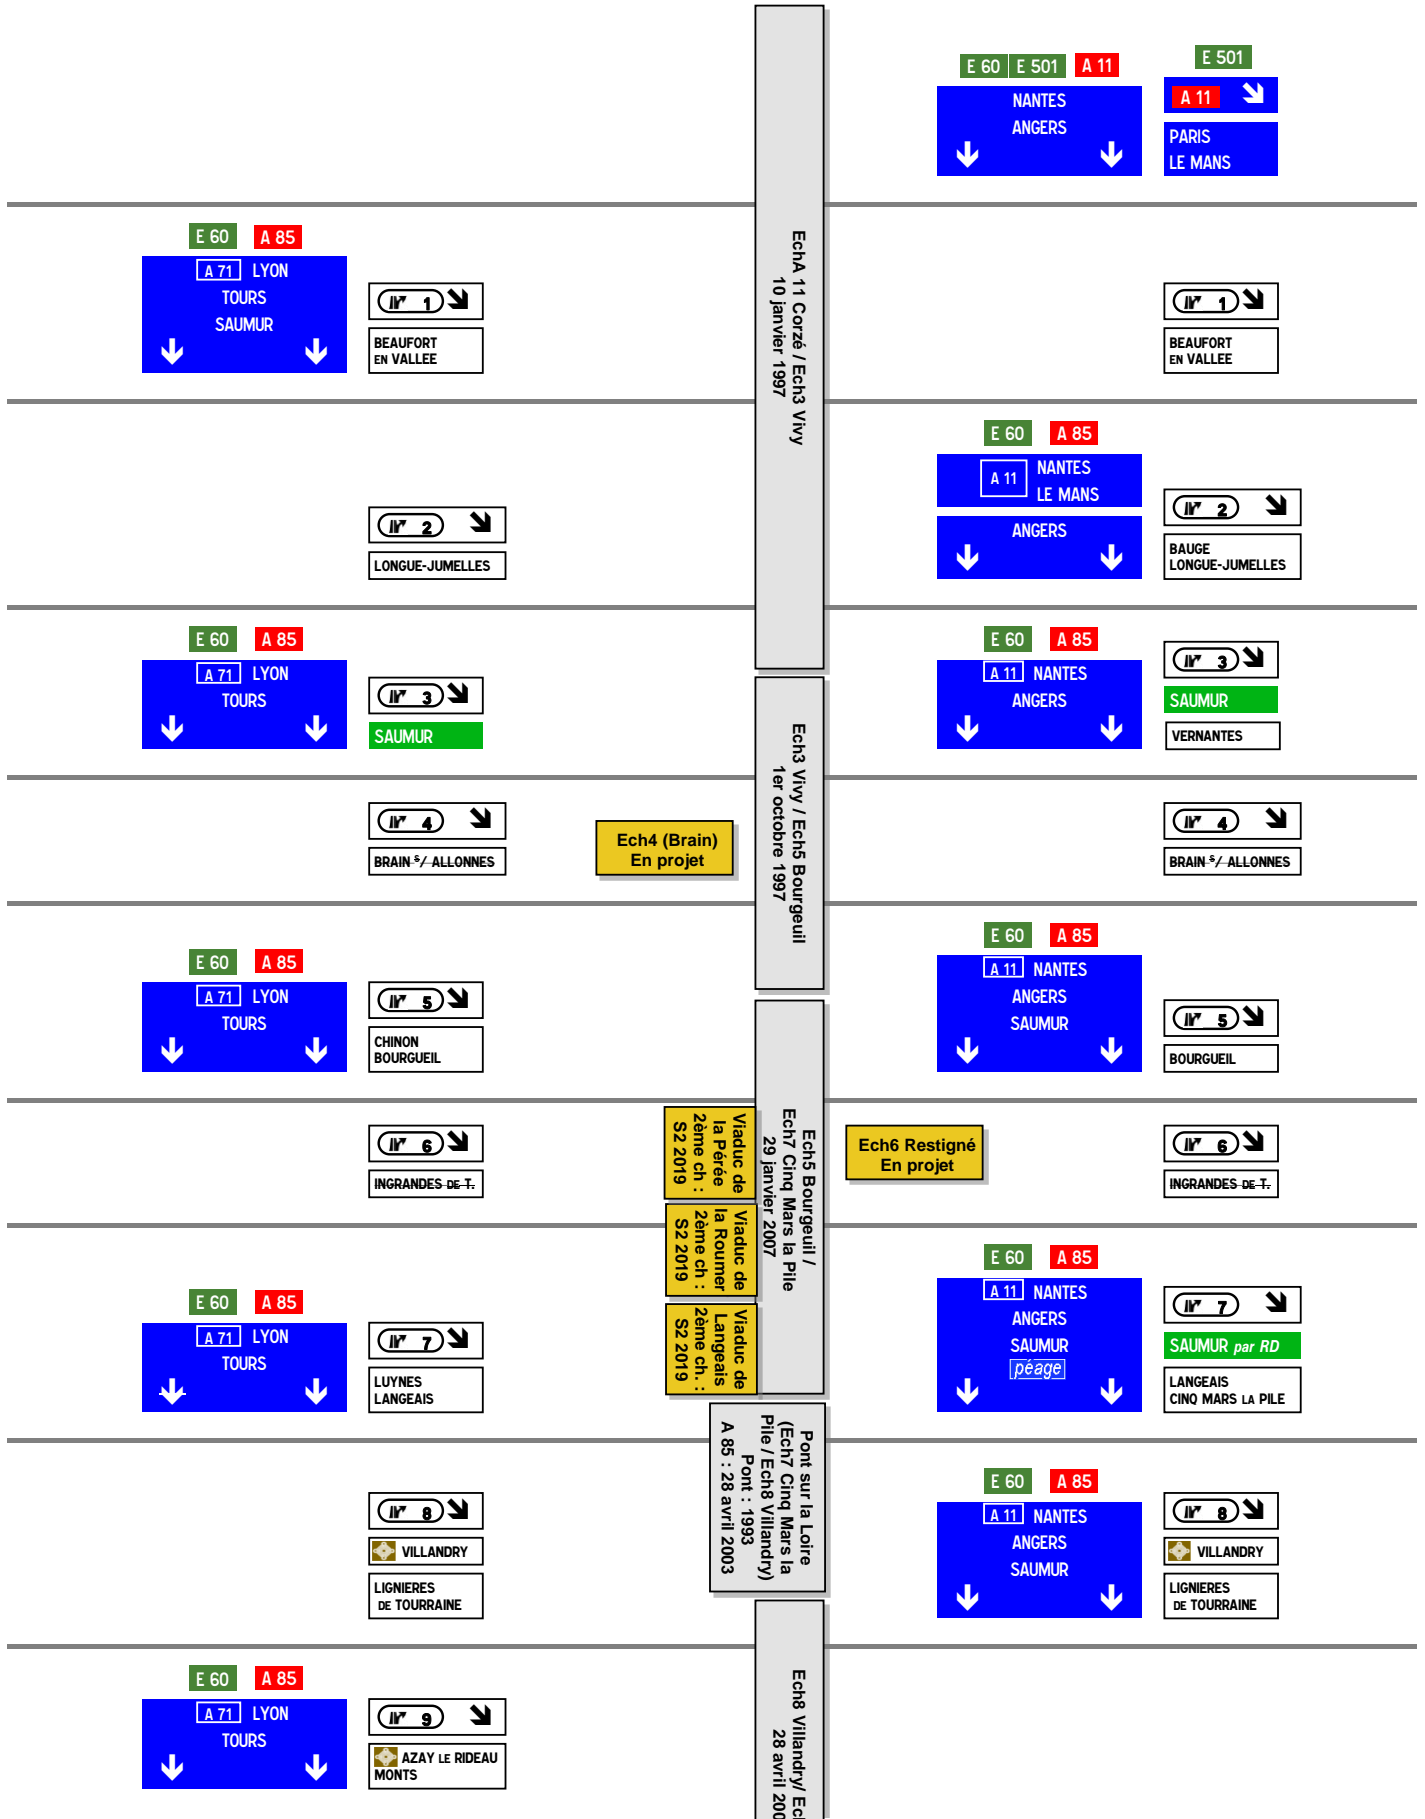 E 60 E 501 A 11
NANTES
ANGERS
E 501
A 11
PARIS
LE MANS
EchA 11 Corzé / Ech3 Vivy
10 janvier 1997
E 60 A 85
A 71 LYON
TOURS
SAUMUR
1
BEAUFORT
EN VALLEE
1
BEAUFORT
EN VALLEE
2
LONGUE-JUMELLES
E 60 A 85
A 11 NANTES
LE MANS
ANGERS
2
BAUGE
LONGUE-JUMELLES
E 60 A 85
A 71 LYON
TOURS
3
SAUMUR
E 60 A 85
A 11 NANTES
ANGERS
3
SAUMUR
VERNANTES
Ech3 Vivy / Ech5 Bourgeuil
1er octobre 1997
4
BRAIN S/ ALLONNES
Ech4 (Brain)
En projet
4
BRAIN S/ ALLONNES
E 60 A 85
A 71 LYON
TOURS
5
CHINON
BOURGUEIL
E 60 A 85
A 11 NANTES
ANGERS
SAUMUR
5
BOURGUEIL
Ech5 Bourgeuil /
Ech7 Cinq Mars la Pile
29 janvier 2007
6
INGRANDES DE T.
Viaduc de
la Pérée
2ème ch :
S2 2019
Ech6 Restigné
En projet
6
INGRANDES DE T.
Viaduc de
la Roumer
2ème ch :
S2 2019
E 60 A 85
A 71 LYON
TOURS
7
LUYNES
LANGEAIS
Viaduc de
Langeais
2ème ch. :
S2 2019
E 60 A 85
A 11 NANTES
ANGERS
SAUMUR
péage
7
SAUMUR par RD
LANGEAIS
CINQ MARS LA PILE
Pont sur la Loire
(Ech7 Cinq Mars la
Pile / Ech8 Villandry)
Pont : 1993
A 85 : 28 avril 2003
8
VILLANDRY
LIGNIERES
DE TOURRAINE
E 60 A 85
A 11 NANTES
ANGERS
SAUMUR
8
VILLANDRY
LIGNIERES
DE TOURRAINE
E 60 A 85
A 71 LYON
TOURS
9
AZAY LE RIDEAU
MONTS
Ech8 Villandry/ Ec
28 avril 200